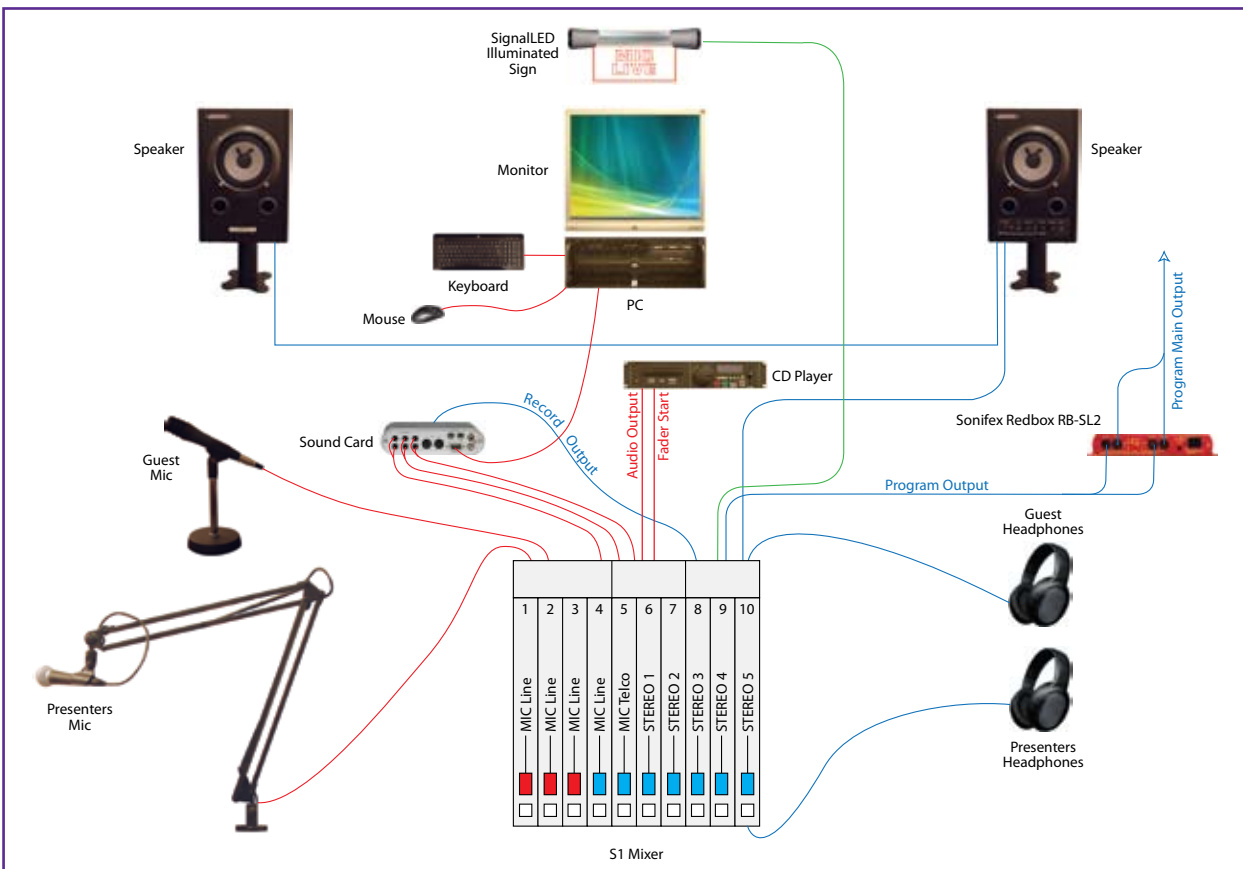 SignalLED
Illuminated
Sign
MIC
LIVE
Speaker
Speaker
Monitor
Keyboard
Mouse
PC
Program Main Output
CD Player
Record Output
Audio Output
Fader Start
Sound Card
Sonifex Redbox RB-SL2
Guest
Mic
Program Output
Guest
Headphones
1 2 3 4 5 6 7 8 9 10
MIC Line
MIC Line
MIC Line
MIC Line
MIC Telco
STEREO 1
STEREO 2
STEREO 3
STEREO 4
STEREO 5
Presenters
Mic
Presenters
Headphones
S1 Mixer